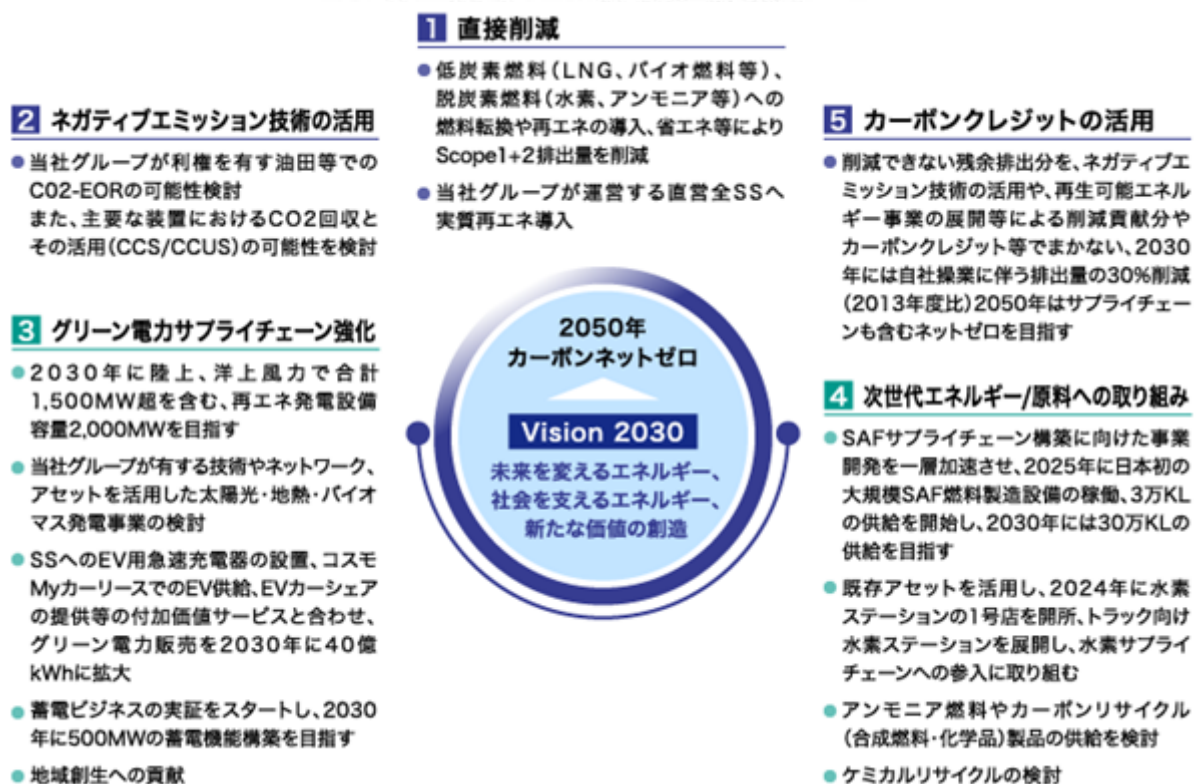 1 直接削減
●低炭素燃料(LNG、バイオ燃料等)、
脱炭素燃料(水素、アンモニア等)への
燃料転換や再エネの導入、省エネ等により
Scope1+2排出量を削減
●当社グループが運営する直営全SSへ
実質再エネ導入
2 ネガティブエミッション技術の活用
●当社グループが利権を有す油田等での
C02-EORの可能性検討
また、主要な装置におけるCO2回収と
その活用(CCS/CCUS)の可能性を検討
3 グリーン電力サプライチェーン強化
●2030年に陸上、洋上風力で合計
1,500MW超を含む、再エネ発電設備
容量2,000MWを目指す
●当社グループが有する技術やネットワーク、
アセットを活用した太陽光・地熱・バイオ
マス発電事業の検討
●SSへのEV用急速充電器の設置、コスモ
MyカーリースでのEV供給、EVカーシェア
の提供等の付加価値サービスと合わせ、
グリーン電力販売を2030年に40億
kWhに拡大
●蓄電ビジネスの実証をスタートし、2030
年に500MWの蓄電機能構築を目指す
●地域創生への貢献
2050年
カーボンネットゼロ
Vision 2030
未来を変えるエネルギー、
社会を支えるエネルギー、
新たな価値の創造
5 カーボンクレジットの活用
●削減できない残余排出分を、ネガティブエ
ミッション技術の活用や、再生可能エネル
ギー事業の展開等による削減貢献分や
カーボンクレジット等でまかない、2030
年には自社操業に伴う排出量の30%削減
(2013年度比)2050年はサプライチェー
ンも含むネットゼロを目指す
4 次世代エネルギー/原料への取り組み
●SAFサプライチェーン構築に向けた事業
開発を一層加速させ、2025年に日本初の
大規模SAF燃料製造設備の稼働、3万KL
の供給を開始し、2030年には30万KLの
供給を目指す
●既存アセットを活用し、2024年に水素
ステーションの1号店を開所、トラック向け
水素ステーションを展開し、水素サプライ
チェーンへの参入に取り組む
●アンモニア燃料やカーボンリサイクル
(合成燃料・化学品)製品の供給を検討
●ケミカルリサイクルの検討